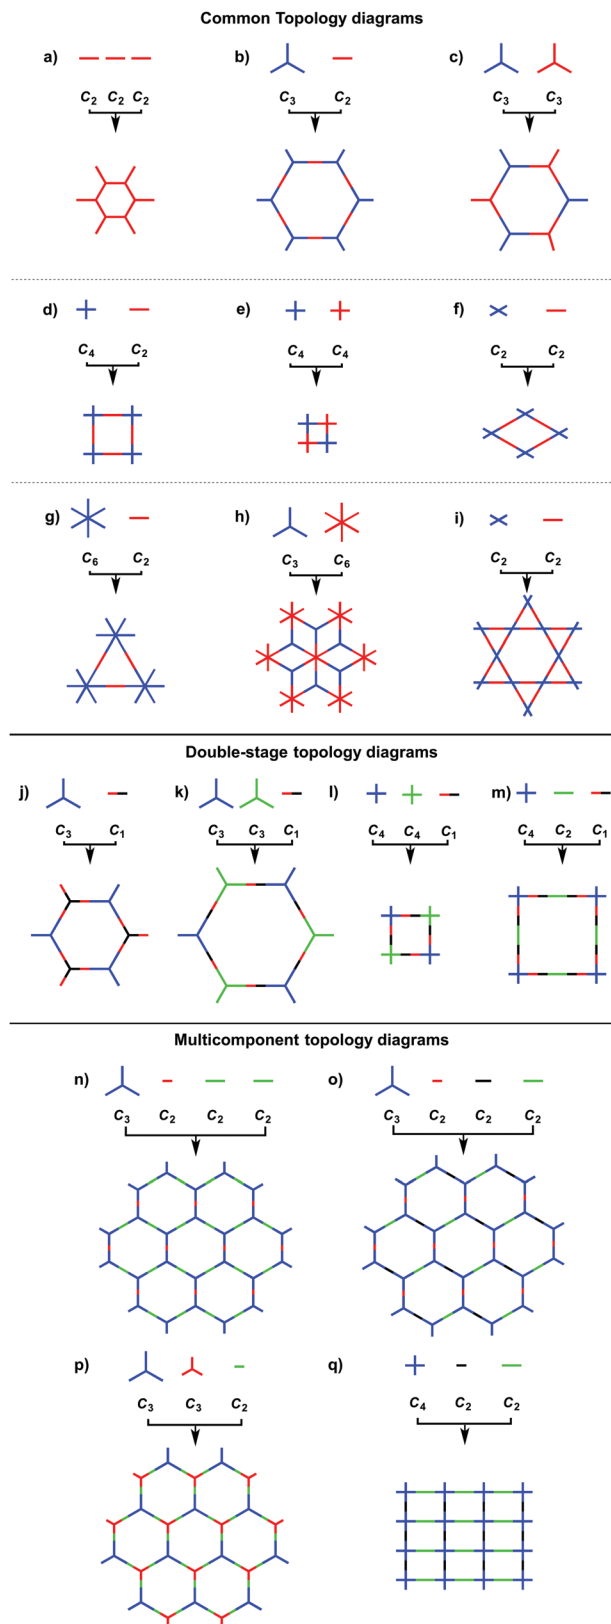 Common Topology diagrams
a) b) c)
C2 C2 C2 C3 C2 C3 C3
d) e) f)
C4 C2 C4 C4 C2 C2
g) h) i)
C6 C2 C3 C6 C2 C2
Double-stage topology diagrams
j) k) l) m)
C3 C1 C3 C3 C1 C4 C4 C1 C4 C2 C1
Multicomponent topology diagrams
n) o)
C3 C2 C2 C2 C3 C2 C2 C2
p) q)
C3 C3 C2 C4 C2 C2